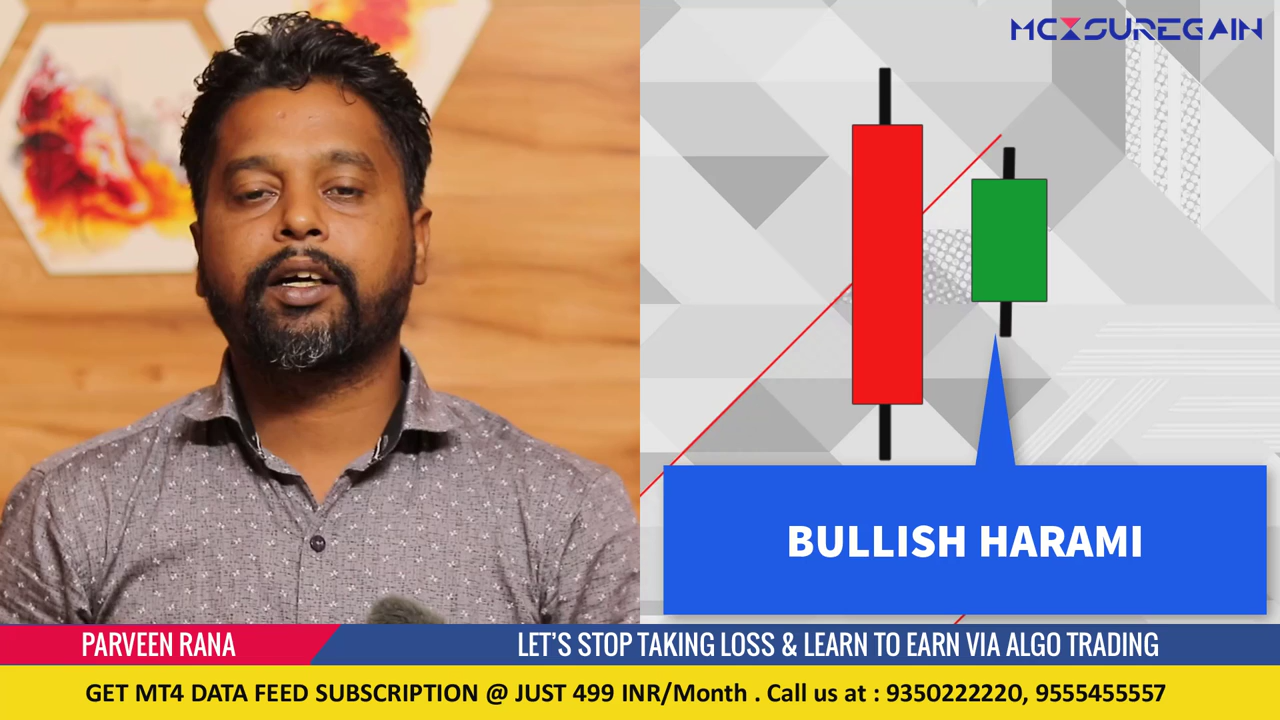 MCXSUREGAIN
BULLISH HARAMI
PARVEEN RANA
LET’S STOP TAKING LOSS & LEARN TO EARN VIA ALGO TRADING
GET MT4 DATA FEED SUBSCRIPTION @ JUST 499 INR/Month . Call us at : 9350222220, 9555455557